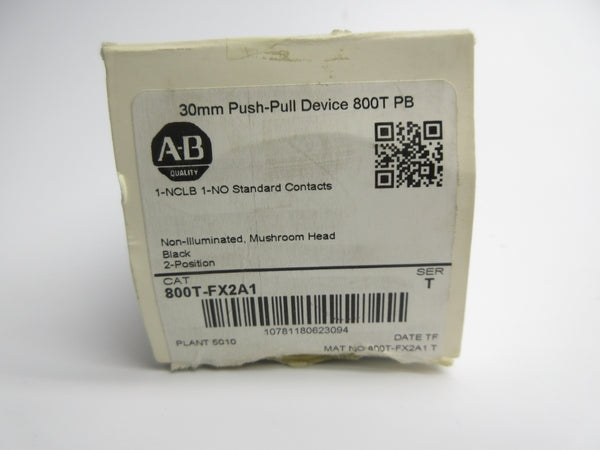 30mm Push-Pull Device 800T PB
A-B
QUALITY
1-NCLB 1-NO Standard Contacts
Non-Illuminated, Mushroom Head
Black
2-Position
CAT SER
800T-FX2A1 T
10781180623094
PLANT 5010 DATE TF
MAT NO 800T-FX2A1 T